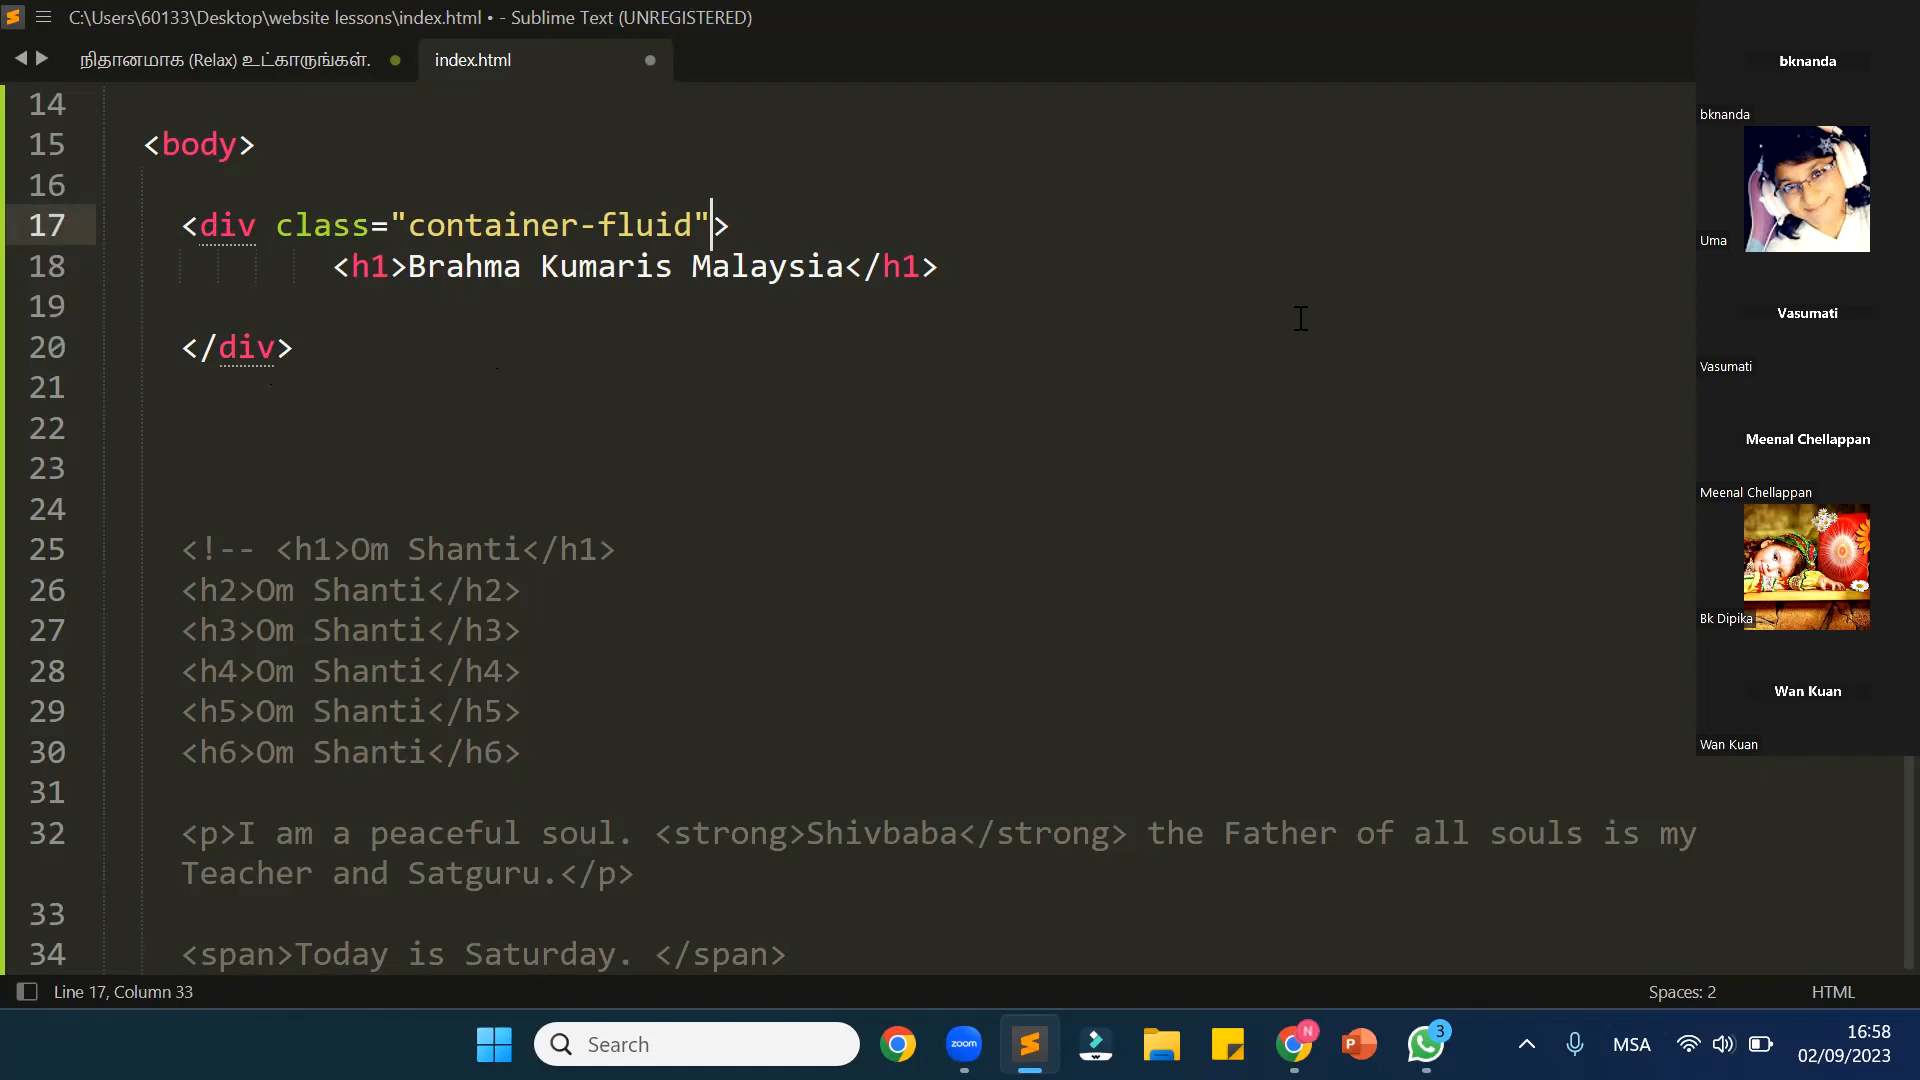 C:\Users\60133\Desktop\website lessons\index.html • - Sublime Text (UNREGISTERED)
நிதானமாக (Relax) உட்காருங்கள்.
index.html
14
15 <body>
16
17 <div class="container-fluid">
18 <h1>Brahma Kumaris Malaysia</h1>
19
20 </div>
21
22
23
24
25 <!-- <h1>Om Shanti</h1>
26 <h2>Om Shanti</h2>
27 <h3>Om Shanti</h3>
28 <h4>Om Shanti</h4>
29 <h5>Om Shanti</h5>
30 <h6>Om Shanti</h6>
31
32 <p>I am a peaceful soul. <strong>Shivbaba</strong> the Father of all souls is my
Teacher and Satguru.</p>
33
34 <span>Today is Saturday. </span>
bknanda
bknanda
Uma
Vasumati
Vasumati
Meenal Chellappan
Meenal Chellappan
Bk Dipika
Wan Kuan
Wan Kuan
Line 17, Column 33
Spaces: 2
HTML
Search
zoom
N
P
3
MSA
16:58
02/09/2023